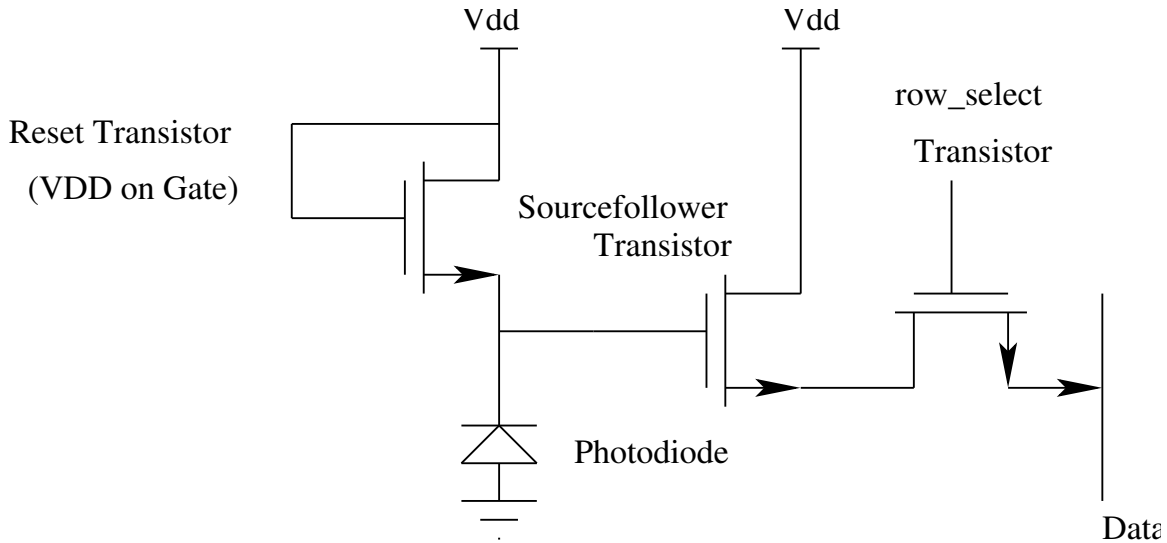 Vdd
Vdd
row_select
Transistor
Reset Transistor
(VDD on Gate)
Sourcefollower
Transistor
Photodiode
Data